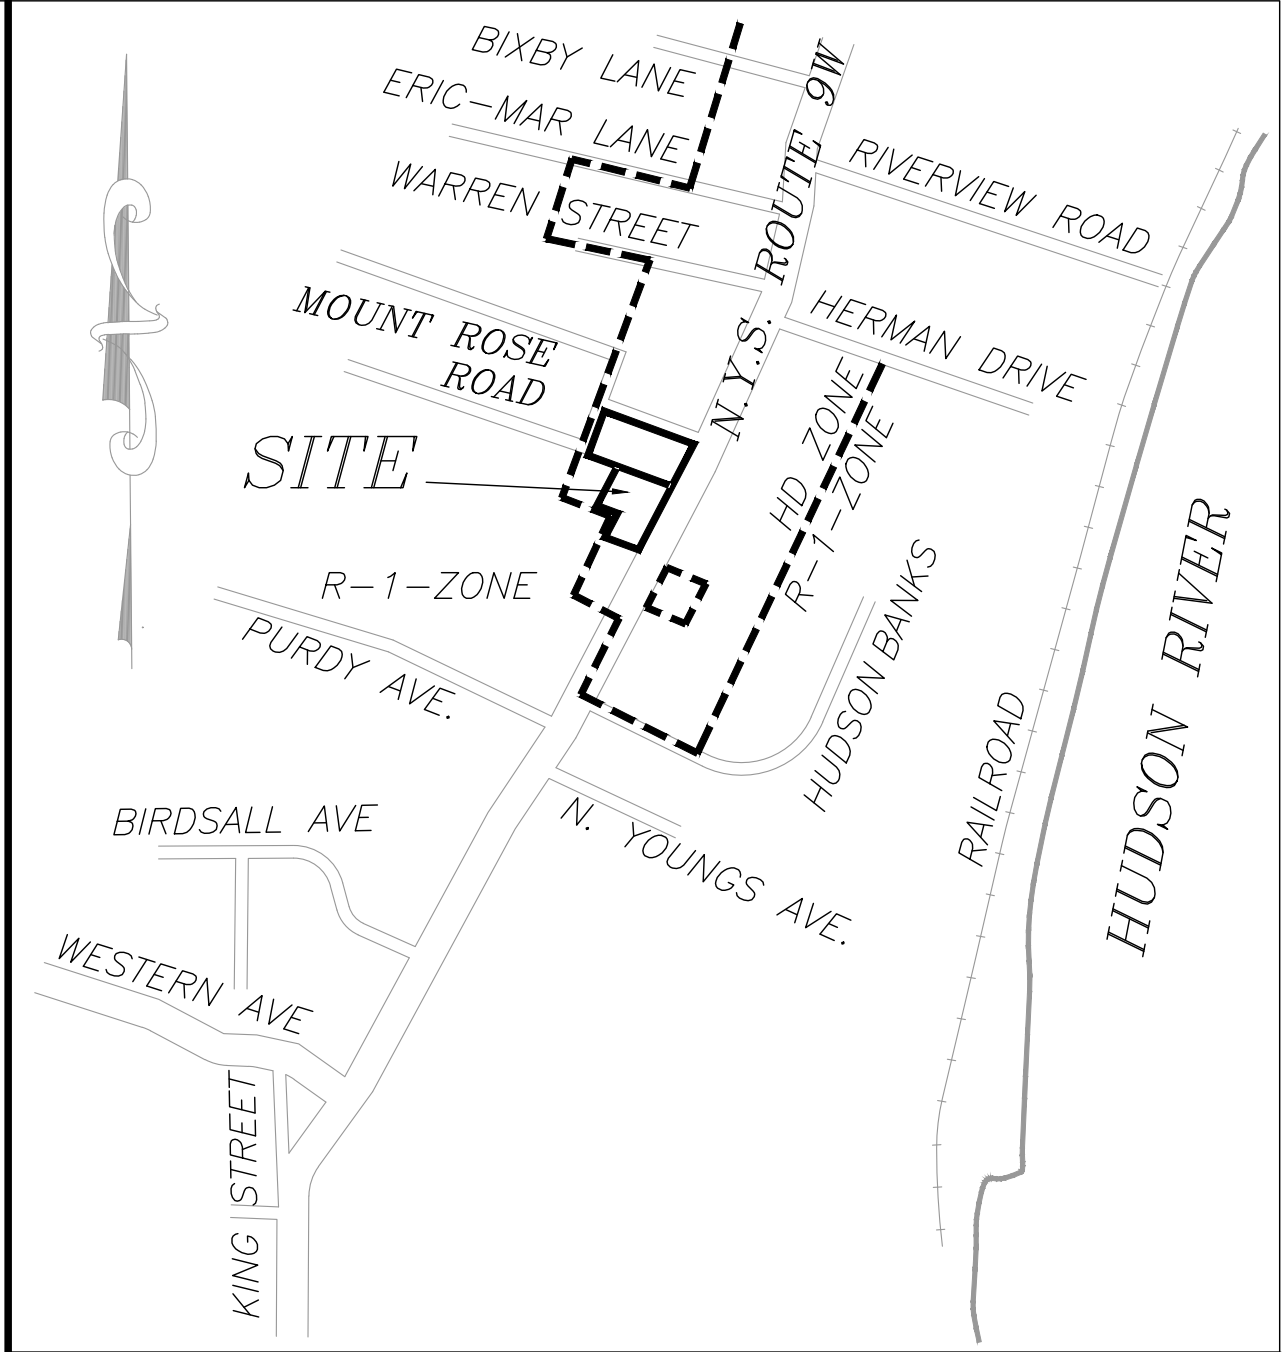 BIXBY LANE
ERIC-MAR LANE
WARREN STREET
N.Y.S. ROUTE 9W
RIVERVIEW ROAD
MOUNT ROSE
ROAD
HERMAN DRIVE
SITE
HD ZONE
R-1-ZONE
R-1-ZONE
PURDY AVE.
HUDSON BANKS
HUDSON RIVER
RAILROAD
BIRDSALL AVE
N. YOUNGS AVE.
WESTERN AVE
KING STREET